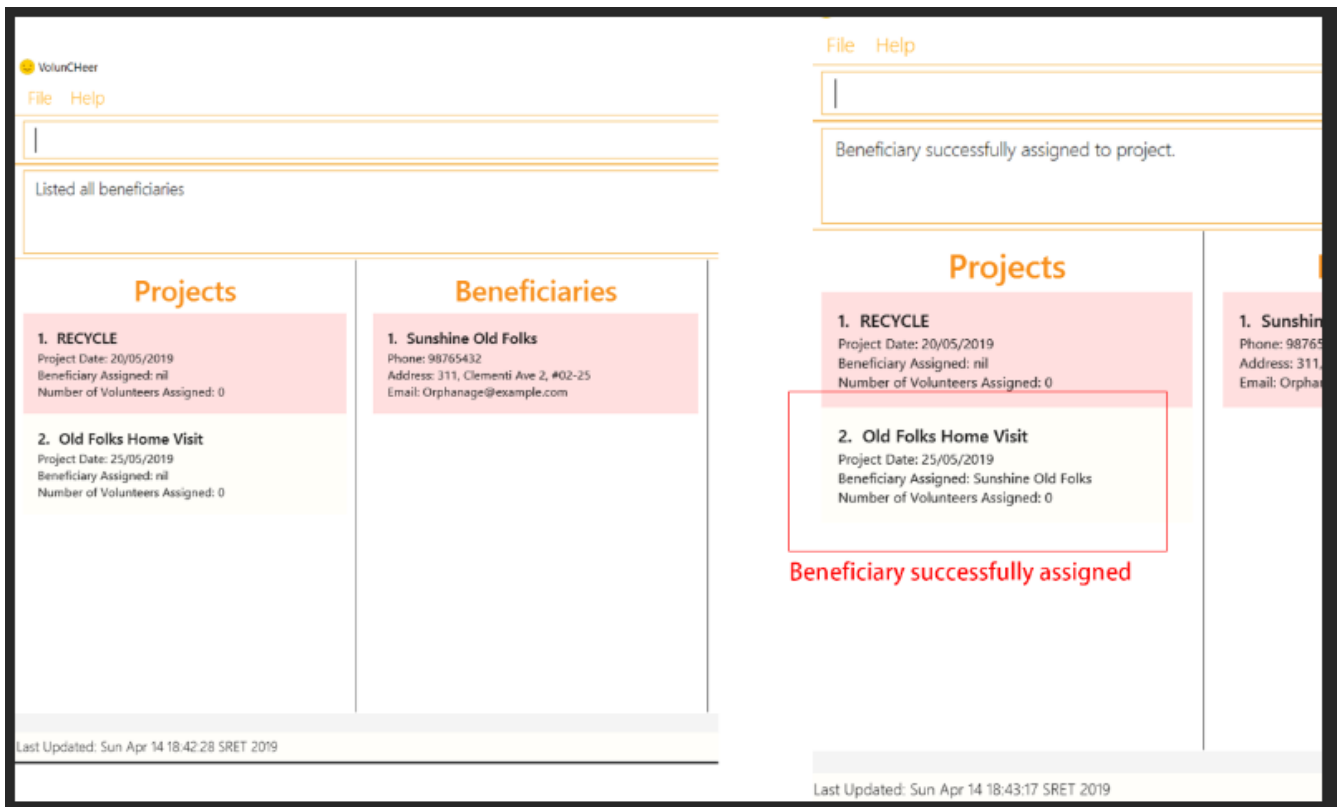 VolunCHeer
File Help
Listed all beneficiaries
Projects
1. RECYCLE
Project Date: 20/05/2019
Beneficiary Assigned: nil
Number of Volunteers Assigned: 0
2. Old Folks Home Visit
Project Date: 25/05/2019
Beneficiary Assigned: nil
Number of Volunteers Assigned: 0
Beneficiaries
1. Sunshine Old Folks
Phone: 98765432
Address: 311, Clementi Ave 2, #02-25
Email: Orphanage@example.com
Last Updated: Sun Apr 14 18:42:28 SRET 2019
File Help
Beneficiary successfully assigned to project.
Projects
1. RECYCLE
Project Date: 20/05/2019
Beneficiary Assigned: nil
Number of Volunteers Assigned: 0
2. Old Folks Home Visit
Project Date: 25/05/2019
Beneficiary Assigned: Sunshine Old Folks
Number of Volunteers Assigned: 0
Beneficiary successfully assigned
1. Sunshin
Phone: 9876
Address: 311,
Email: Orpha
Last Updated: Sun Apr 14 18:43:17 SRET 2019